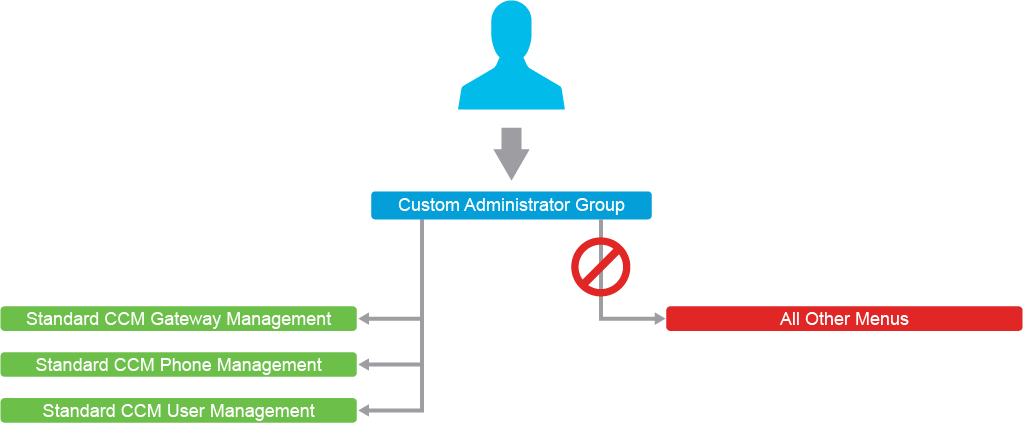 Custom Administrator Group
Standard CCM Gateway Management
All Other Menus
Standard CCM Phone Management
Standard CCM User Management